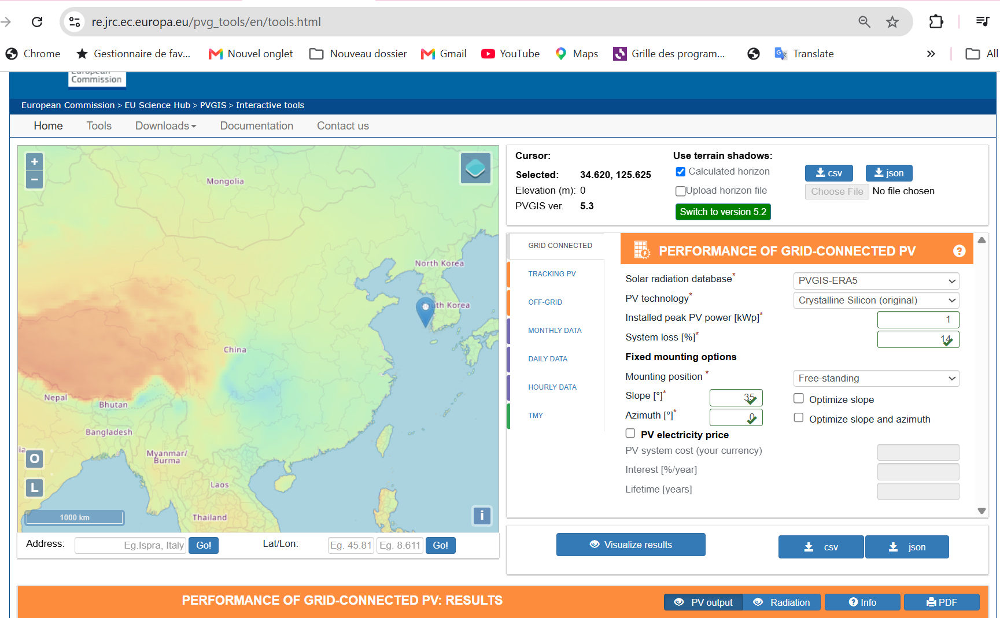 re.jrc.ec.europa.eu/pvg_tools/en/tools.html
Chrome
Gestionnaire de fav...
Nouvel onglet
Nouveau dossier
Gmail
YouTube
Maps
Grille des program...
Translate
All
European
Commission
European Commission > EU Science Hub > PVGIS > Interactive tools
Home
Tools
Downloads
Documentation
Contact us
+
−
Mongolia
North Korea
South Korea
China
Nepal
Bhutan
Bangladesh
Myanmar/
Burma
Laos
Thailand
O
L
1000 km
i
Address:
Eg.Ispra, Italy
Go!
Lat/Lon:
Eg. 45.81
Eg. 8.611
Go!
Cursor:
Selected: 34.620, 125.625
Elevation (m): 0
PVGIS ver. 5.3
Use terrain shadows:
Calculated horizon
Upload horizon file
Switch to version 5.2
csv
json
Choose File No file chosen
GRID CONNECTED
TRACKING PV
OFF-GRID
MONTHLY DATA
DAILY DATA
HOURLY DATA
TMY
PERFORMANCE OF GRID-CONNECTED PV
?
Solar radiation database*
PVGIS-ERA5
PV technology*
Crystalline Silicon (original)
Installed peak PV power [kWp]*
1
System loss [%]*
14
Fixed mounting options
Mounting position *
Free-standing
Slope [°]*
35
Optimize slope
Azimuth [°]*
0
Optimize slope and azimuth
PV electricity price
PV system cost (your currency)
Interest [%/year]
Lifetime [years]
Visualize results
csv
json
PERFORMANCE OF GRID-CONNECTED PV: RESULTS
PV output
Radiation
Info
PDF